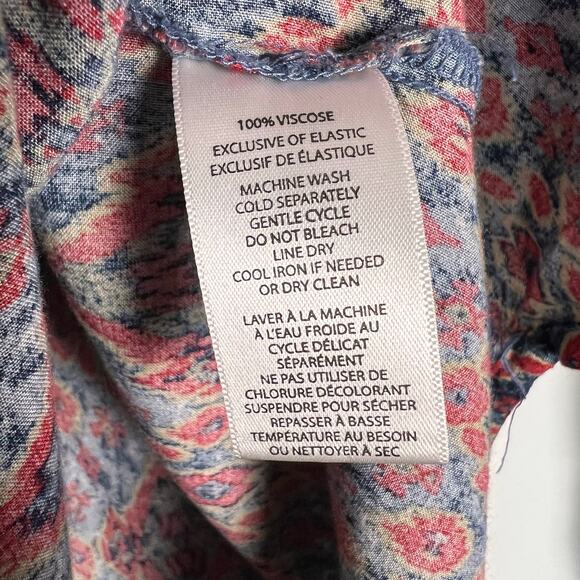 100% VISCOSE
EXCLUSIVE OF ELASTIC
EXCLUSIF DE ÉLASTIQUE
MACHINE WASH
COLD SEPARATELY
GENTLE CYCLE
DO NOT BLEACH
LINE DRY
COOL IRON IF NEEDED
OR DRY CLEAN
LAVER À LA MACHINE
À L'EAU FROIDE AU
CYCLE DÉLICAT
SÉPARÉMENT
NE PAS UTILISER DE
CHLORURE DÉCOLORANT
SUSPENDRE POUR SÉCHER
REPASSER À BASSE
TEMPÉRATURE AU BESOIN
OU NETTOYER À SEC